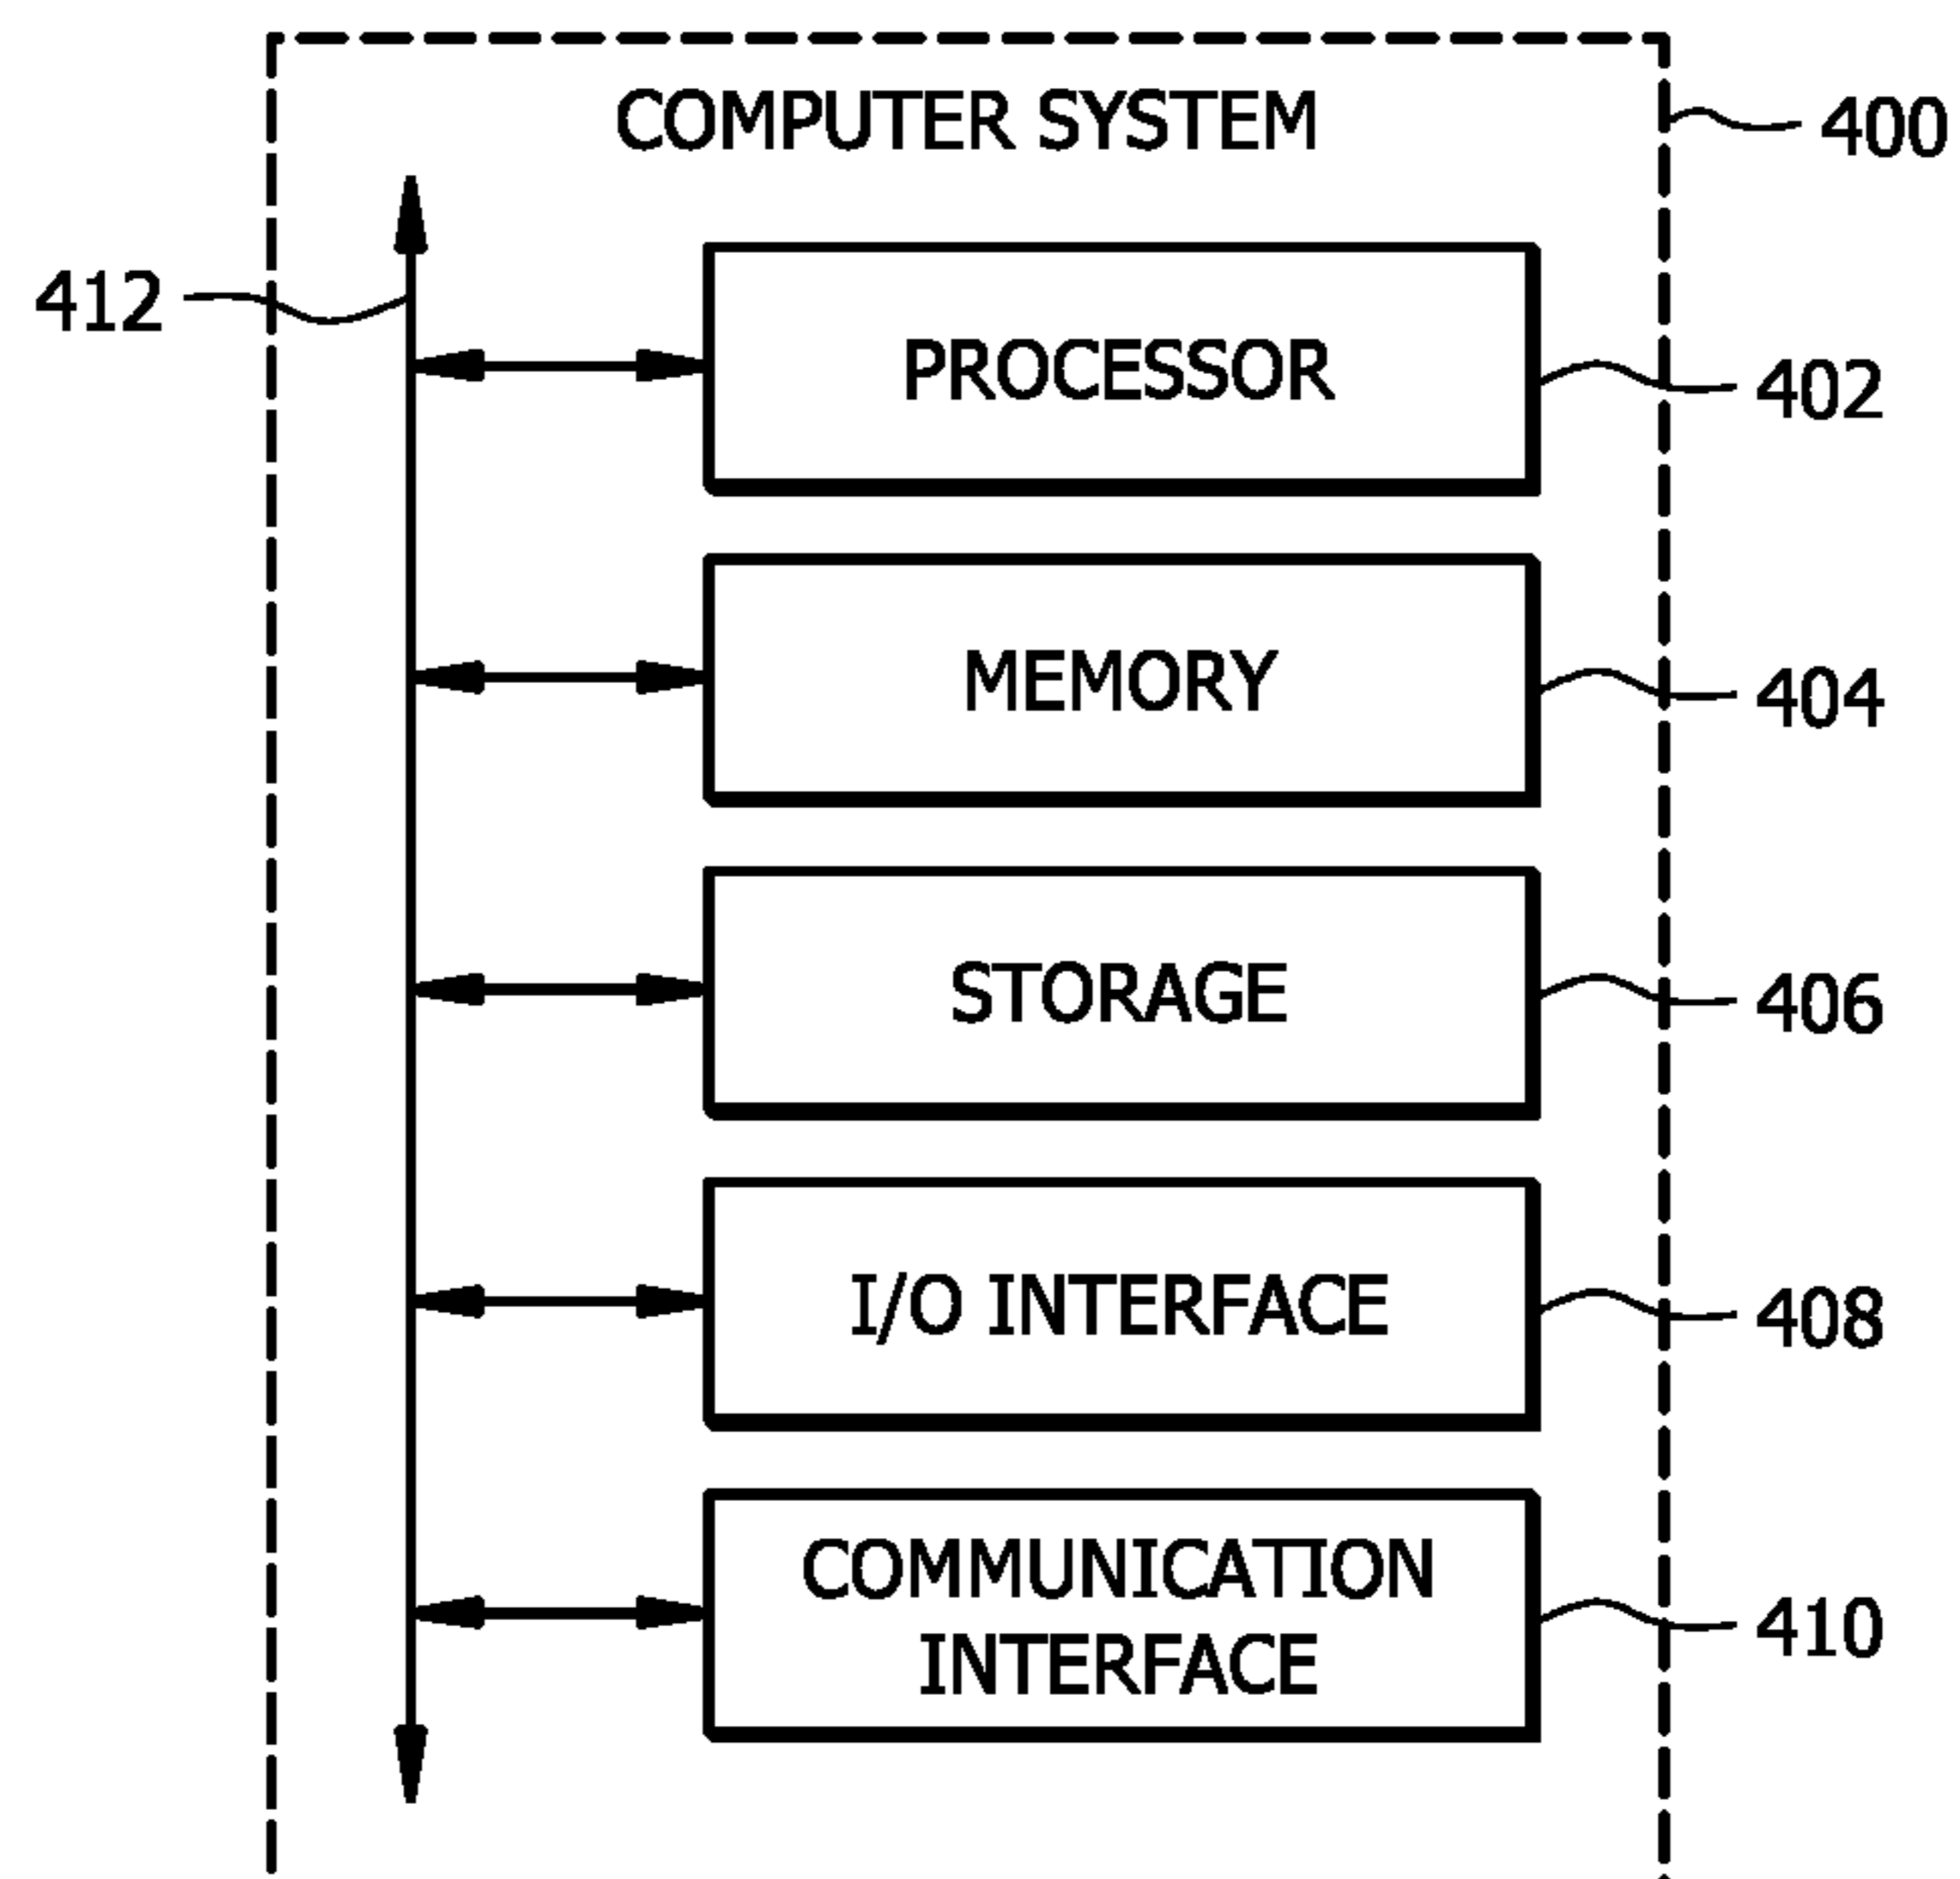 COMPUTER SYSTEM
400
412
PROCESSOR
402
MEMORY
404
STORAGE
406
I/O INTERFACE
408
COMMUNICATION
INTERFACE
410